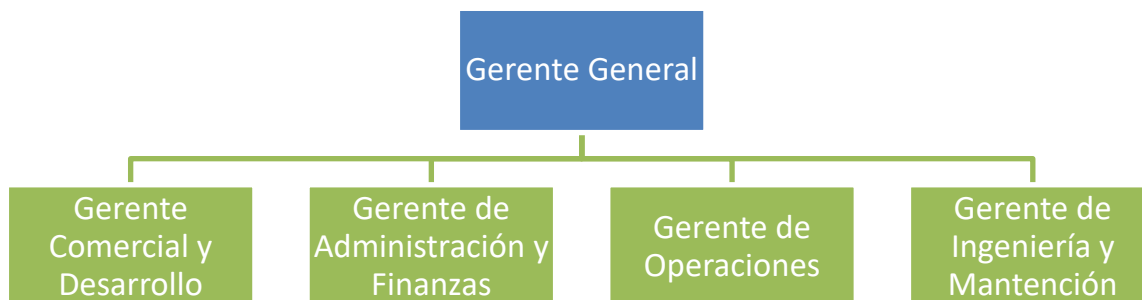 Gerente General
Gerente
Comercial y
Desarrollo
Gerente de
Administración y
Finanzas
Gerente de
Operaciones
Gerente de
Ingeniería y
Mantención